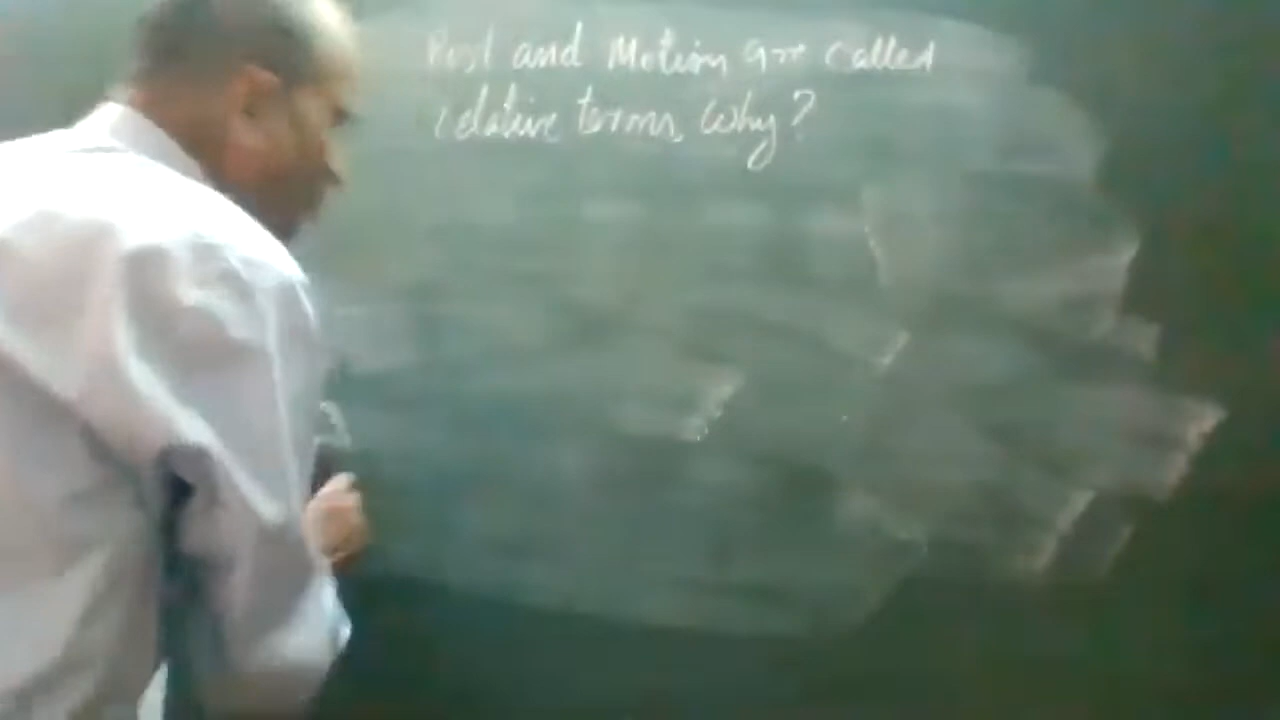 Rest and Motion are called
relative terms, Why?